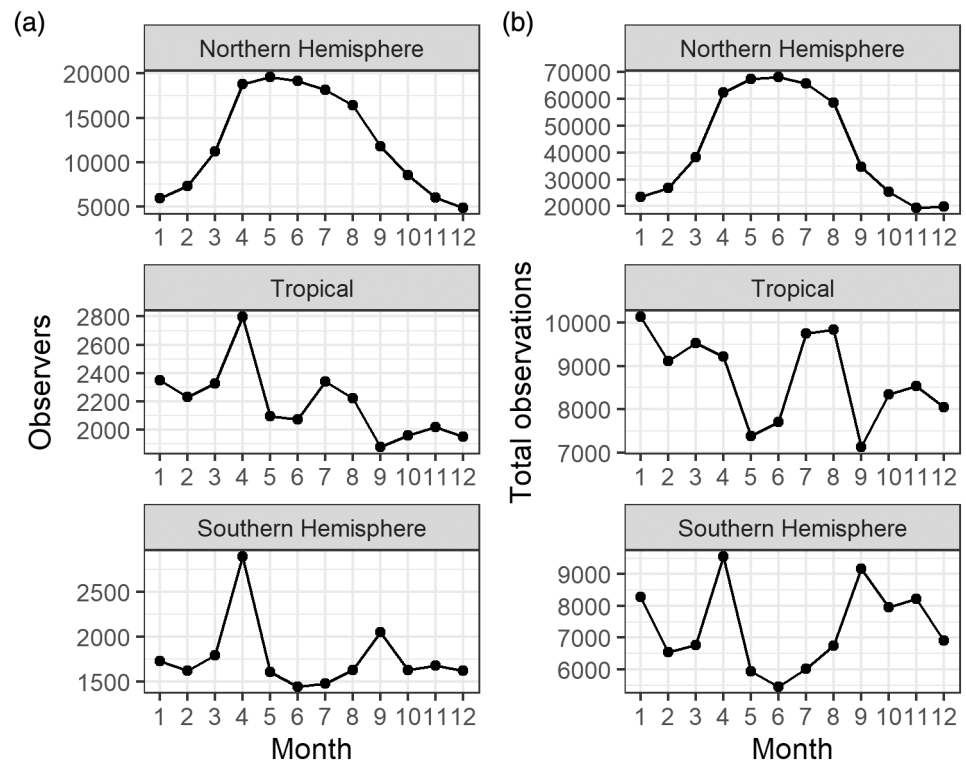 (a)
Northern Hemisphere
20000
15000
10000
5000
1 2 3 4 5 6 7 8 9 10 11 12
Tropical
2800
2600
2400
2200
2000
1 2 3 4 5 6 7 8 9 10 11 12
Southern Hemisphere
2500
2000
1500
1 2 3 4 5 6 7 8 9 10 11 12
Observers
Month
(b)
Northern Hemisphere
70000
60000
50000
40000
30000
20000
1 2 3 4 5 6 7 8 9 10 11 12
Tropical
10000
9000
8000
7000
1 2 3 4 5 6 7 8 9 10 11 12
Southern Hemisphere
9000
8000
7000
6000
1 2 3 4 5 6 7 8 9 10 11 12
Total observations
Month